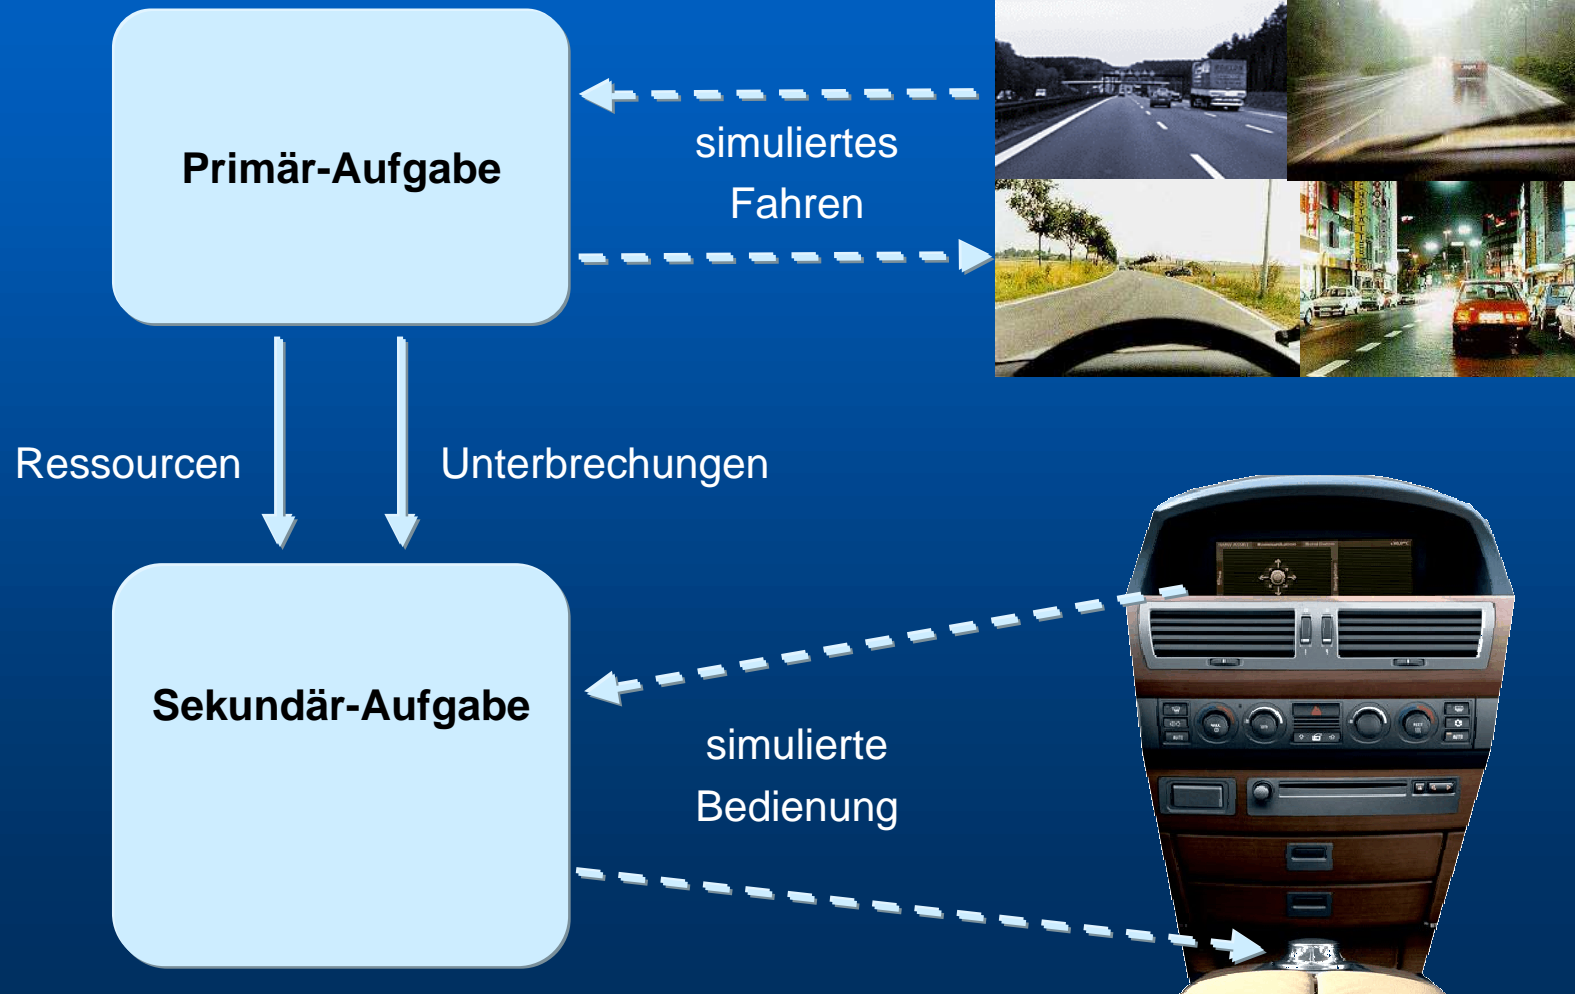 Primär-Aufgabe
simuliertes
Fahren
Ressourcen
Unterbrechungen
Sekundär-Aufgabe
simulierte
Bedienung